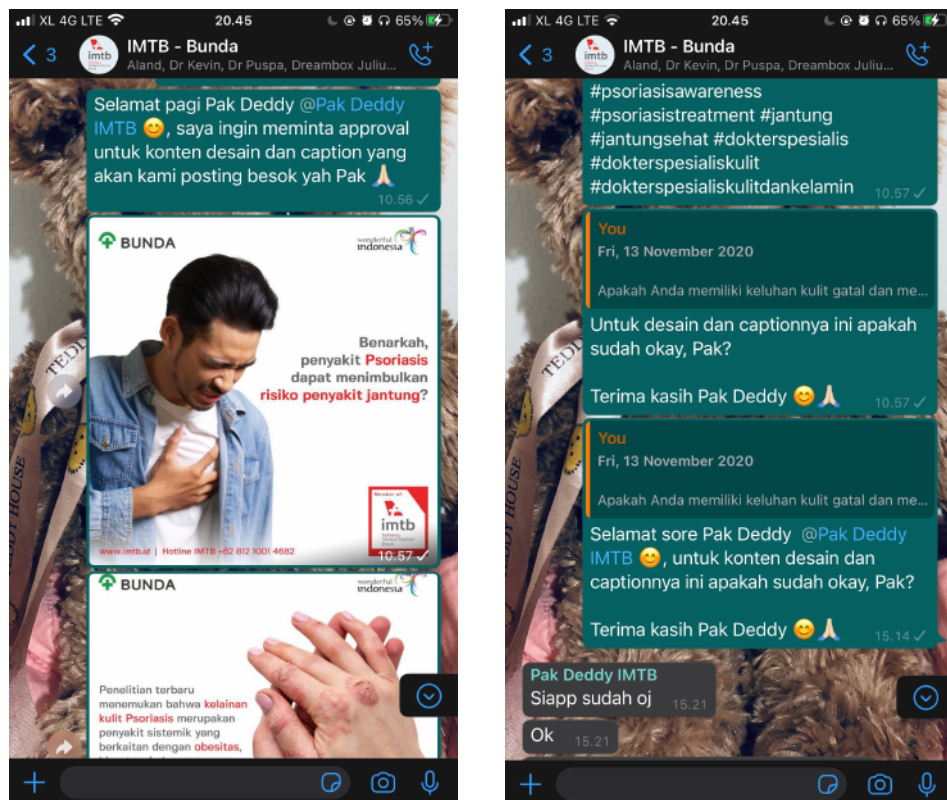 XL 4G LTE 20.45 65%
3 IMTB - Bunda
Aland, Dr Kevin, Dr Puspa, Dreambox Juliu...
Selamat pagi Pak Deddy @Pak Deddy
IMTB 😊, saya ingin meminta approval
untuk konten desain dan caption yang
akan kami posting besok yah Pak 🙏🏻
10.56
BUNDA
wonderful
indonesia
Benarkah,
penyakit Psoriasis
dapat menimbulkan
risiko penyakit jantung?
Member of:
imtb
www.imtb.id | Hotline IMTB +62 812 1001 4682
10.57
BUNDA
wonderful
indonesia
Penelitian terbaru
menemukan bahwa kelainan
kulit Psoriasis merupakan
penyakit sistemik yang
berkaitan dengan obesitas,
TEDD
DY HOUSE
XL 4G LTE 20.45 65%
3 IMTB - Bunda
Aland, Dr Kevin, Dr Puspa, Dreambox Juliu...
#psoriasisawareness
#psoriasistreatment #jantung
#jantungsehat #dokterspesialis
#dokterspesialiskulit
#dokterspesialiskulitdankelamin 10.57
You
Fri, 13 November 2020
Apakah Anda memiliki keluhan kulit gatal dan me...
Untuk desain dan captionnya ini apakah
sudah okay, Pak?
Terima kasih Pak Deddy 😊🙏🏻 10.57
You
Fri, 13 November 2020
Apakah Anda memiliki keluhan kulit gatal dan me...
Selamat sore Pak Deddy @Pak Deddy
IMTB 😊, untuk konten desain dan
captionnya ini apakah sudah okay, Pak?
Terima kasih Pak Deddy 😊🙏🏻 15.14
Pak Deddy IMTB
Siapp sudah oj 15.21
Ok 15.21
TEDD
DY HOUSE